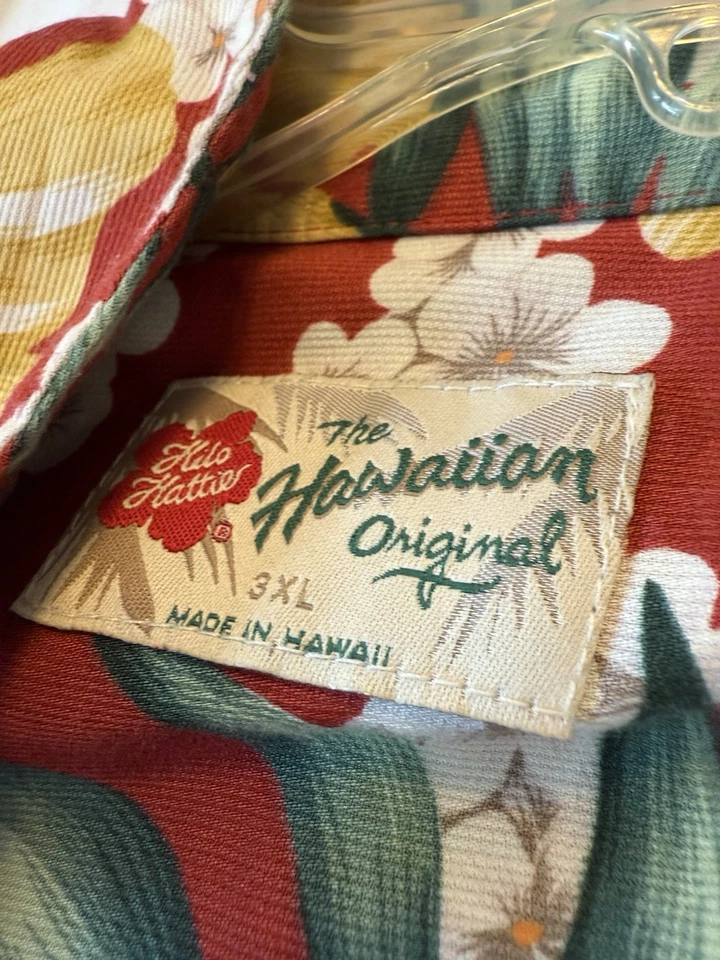 Hilo
Hattie
®
The
Hawaiian
Original
3XL
MADE IN HAWAII